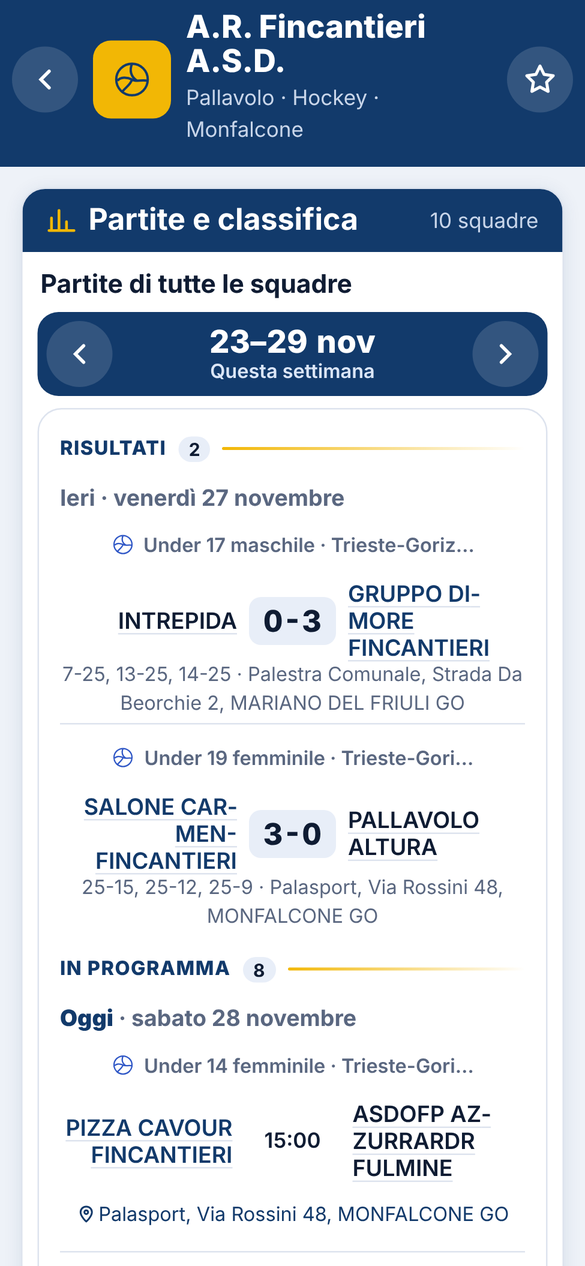 A.R. Fincantieri
A.S.D.
Pallavolo · Hockey ·
Monfalcone
Partite e classifica
10 squadre
Partite di tutte le squadre
23–29 nov
Questa settimana
RISULTATI 2
Ieri · venerdì 27 novembre
Under 17 maschile · Trieste-Goriz...
INTREPIDA
0-3
GRUPPO DI-
MORE
FINCANTIERI
7-25, 13-25, 14-25 · Palestra Comunale, Strada Da
Beorchie 2, MARIANO DEL FRIULI GO
Under 19 femminile · Trieste-Gori...
SALONE CAR-
MEN-
FINCANTIERI
3-0
PALLAVOLO
ALTURA
25-15, 25-12, 25-9 · Palasport, Via Rossini 48,
MONFALCONE GO
IN PROGRAMMA 8
Oggi · sabato 28 novembre
Under 14 femminile · Trieste-Gori...
PIZZA CAVOUR
FINCANTIERI
15:00
ASDOFP AZ-
ZURRARDR
FULMINE
Palasport, Via Rossini 48, MONFALCONE GO